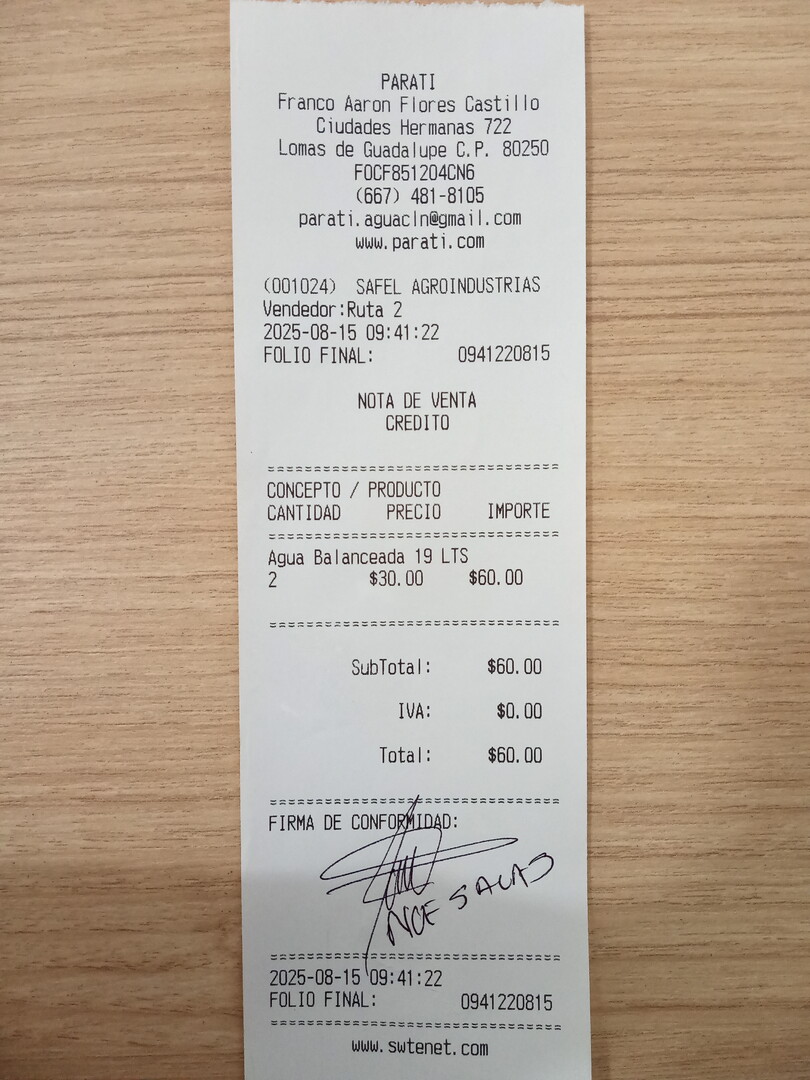 PARATI
Franco Aaron Flores Castillo
Ciudades Hermanas 722
Lomas de Guadalupe C.P. 80250
FOCF851204CN6
(667) 481-8105
parati.aguacln@gmail.com
www.parati.com
(001024) SAFEL AGROINDUSTRIAS
Vendedor:Ruta 2
2025-08-15 09:41:22
FOLIO FINAL: 0941220815
NOTA DE VENTA
CREDITO
================================
CONCEPTO / PRODUCTO
CANTIDAD PRECIO IMPORTE
================================
Agua Balanceada 19 LTS
2 $30.00 $60.00
================================
SubTotal: $60.00
IVA: $0.00
Total: $60.00
================================
FIRMA DE CONFORMIDAD:
NOE SALAS
================================
2025-08-15 09:41:22
FOLIO FINAL: 0941220815
================================
www.swtenet.com